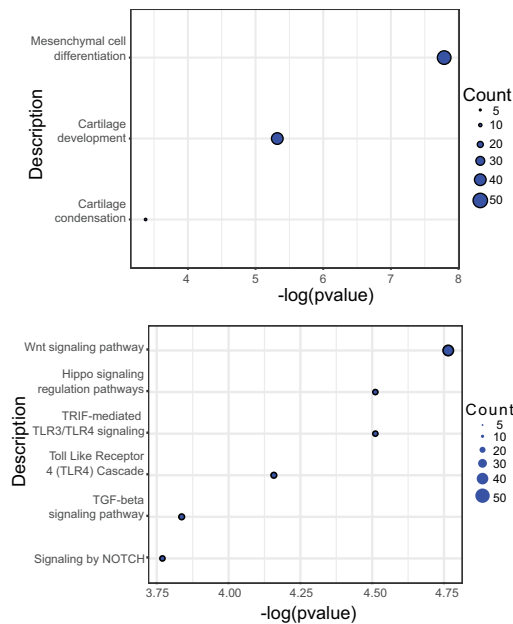 Mesenchymal cell
differentiation
Cartilage
development
Cartilage
condensation
Description
4 5 6 7 8
-log(pvalue)
Count
5
10
20
30
40
50
Wnt signaling pathway
Hippo signaling
regulation pathways
TRIF-mediated
TLR3/TLR4 signaling
Toll Like Receptor
4 (TLR4) Cascade
TGF-beta
signaling pathway
Signaling by NOTCH
Description
3.75 4.00 4.25 4.50 4.75
-log(pvalue)
Count
5
10
20
30
40
50